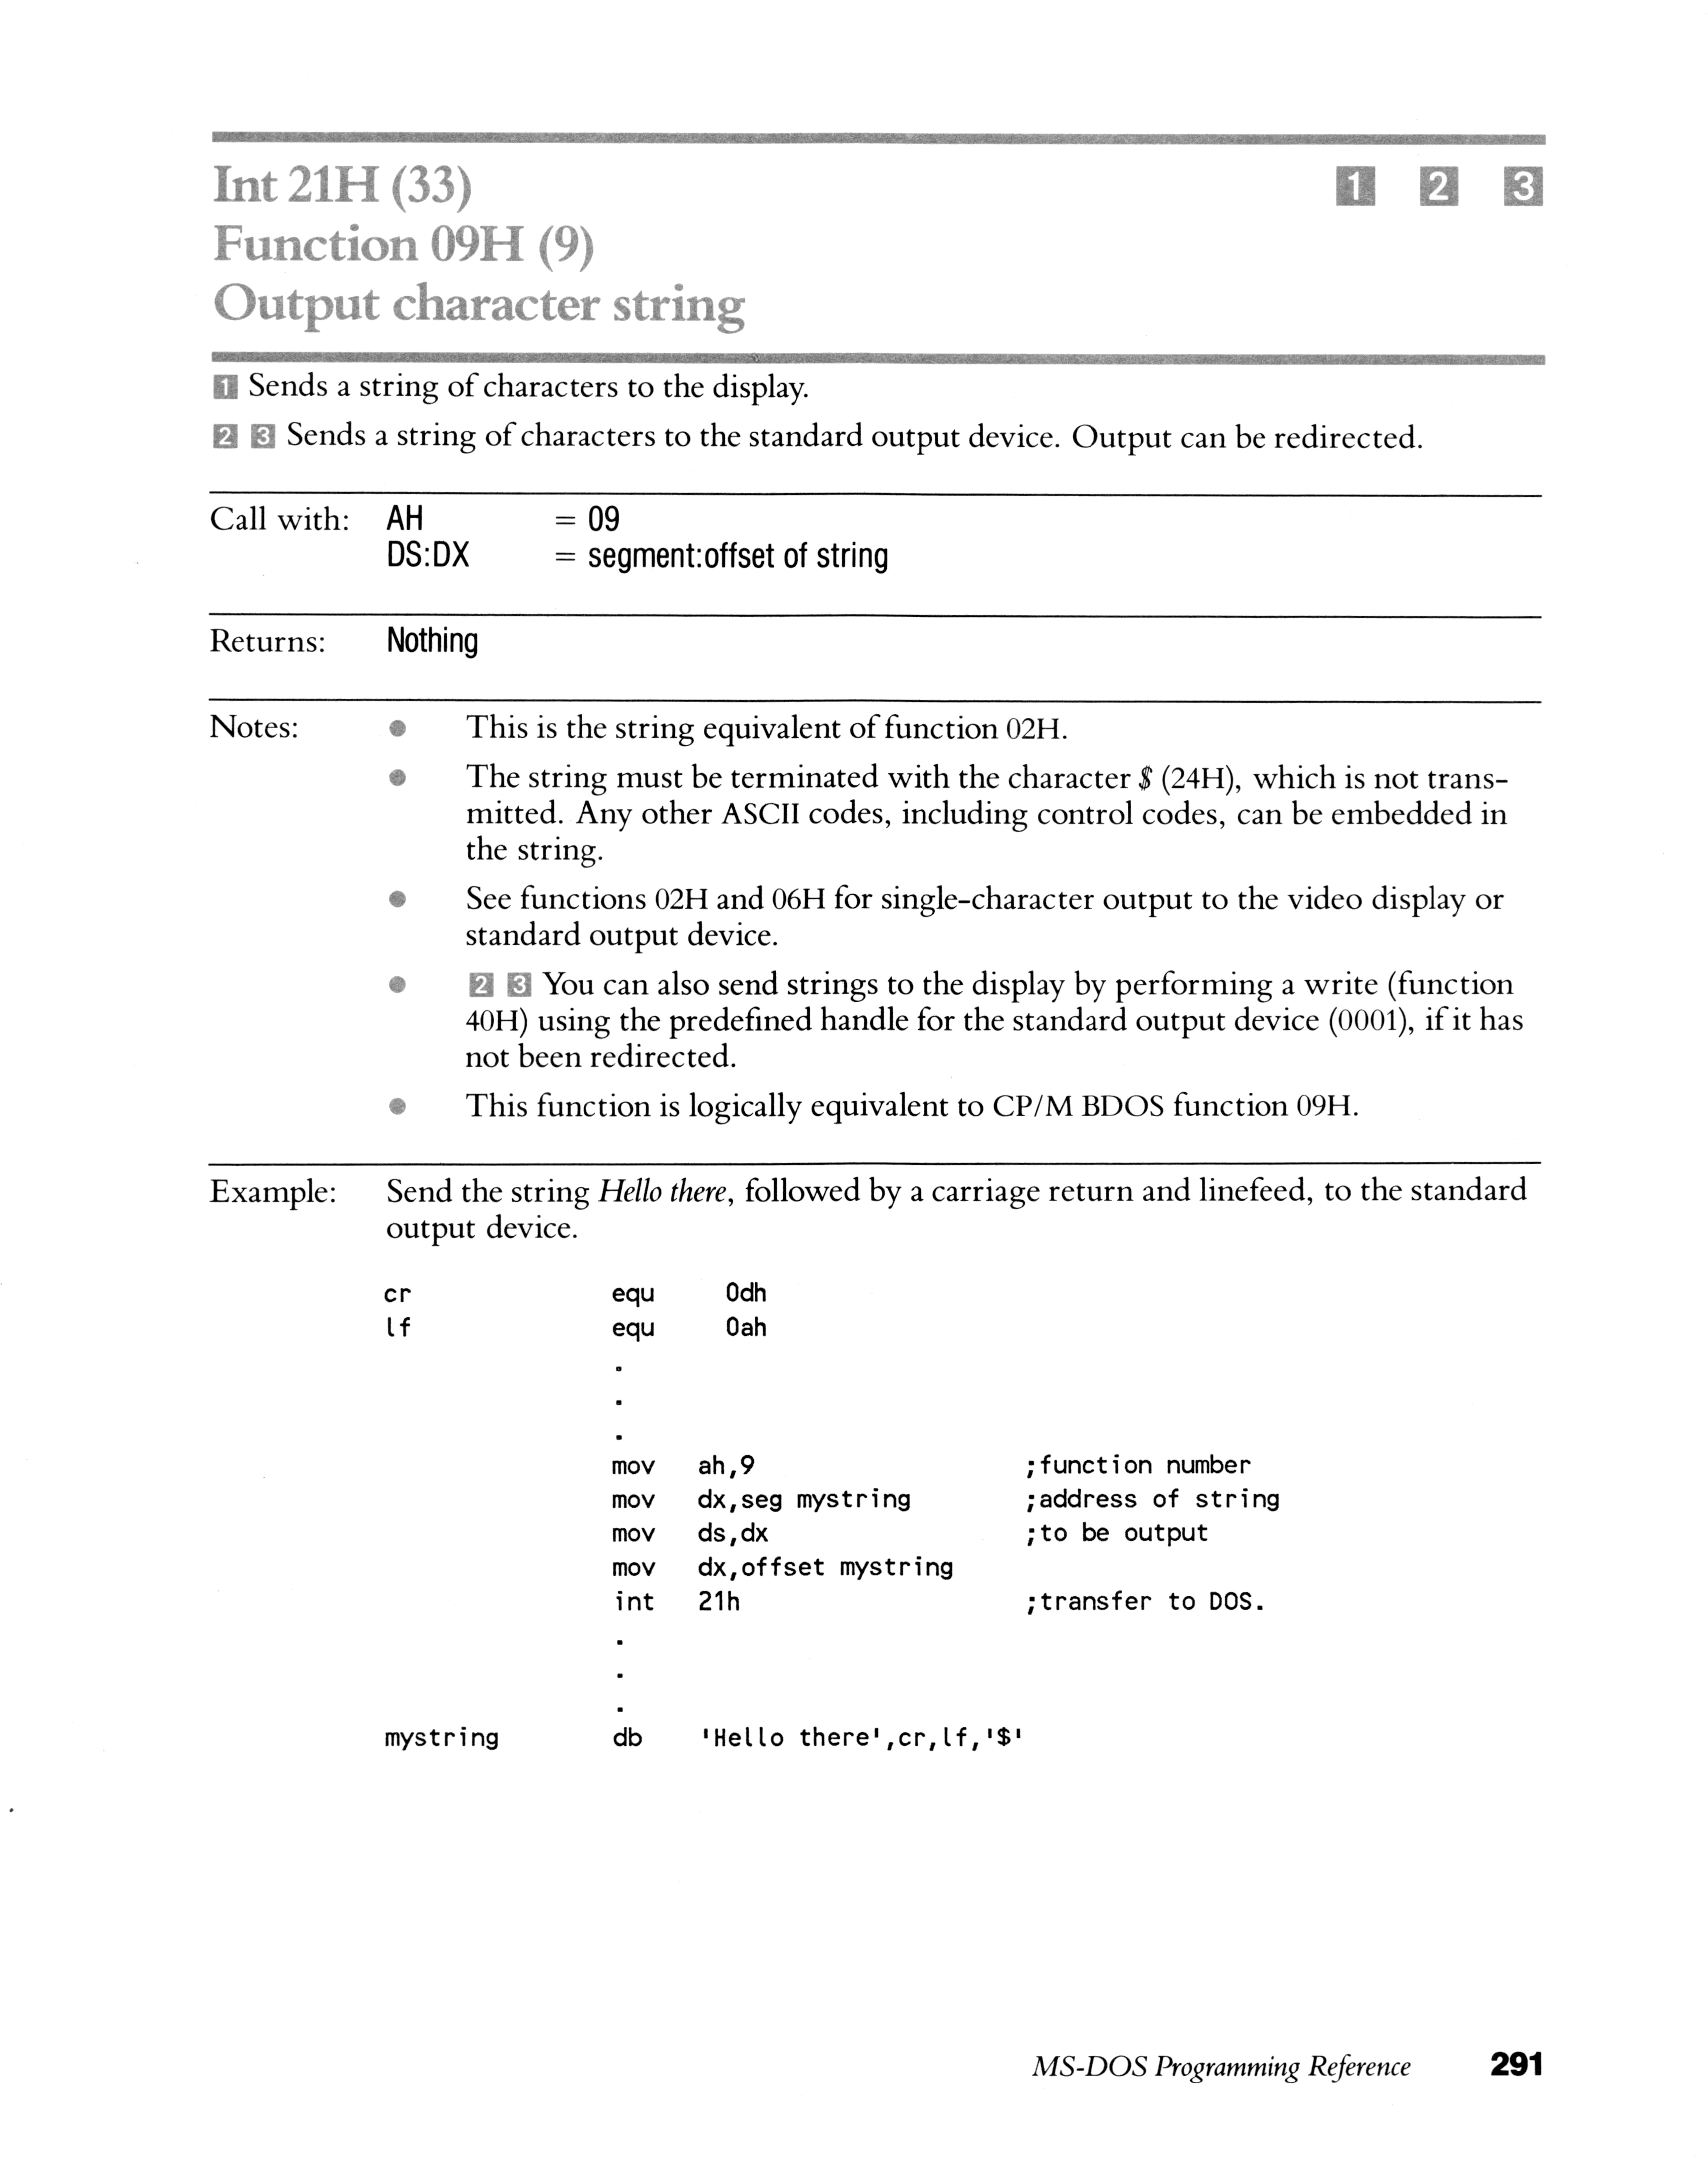 Int 21H (33) 1 2 3
Function 09H (9)
Output character string
1 Sends a string of characters to the display.
2 3 Sends a string of characters to the standard output device. Output can be redirected.
Call with: AH = 09
DS:DX = segment:offset of string
Returns: Nothing
Notes: ● This is the string equivalent of function 02H.
● The string must be terminated with the character $ (24H), which is not trans-
mitted. Any other ASCII codes, including control codes, can be embedded in
the string.
● See functions 02H and 06H for single-character output to the video display or
standard output device.
● 2 3 You can also send strings to the display by performing a write (function
40H) using the predefined handle for the standard output device (0001), if it has
not been redirected.
● This function is logically equivalent to CP/M BDOS function 09H.
Example: Send the string Hello there, followed by a carriage return and linefeed, to the standard
output device.
cr equ 0dh
lf equ 0ah
.
.
.
mov ah,9 ;function number
mov dx,seg mystring ;address of string
mov ds,dx ;to be output
mov dx,offset mystring
int 21h ;transfer to DOS.
.
.
.
mystring db 'Hello there',cr,lf,'$'
MS-DOS Programming Reference 291